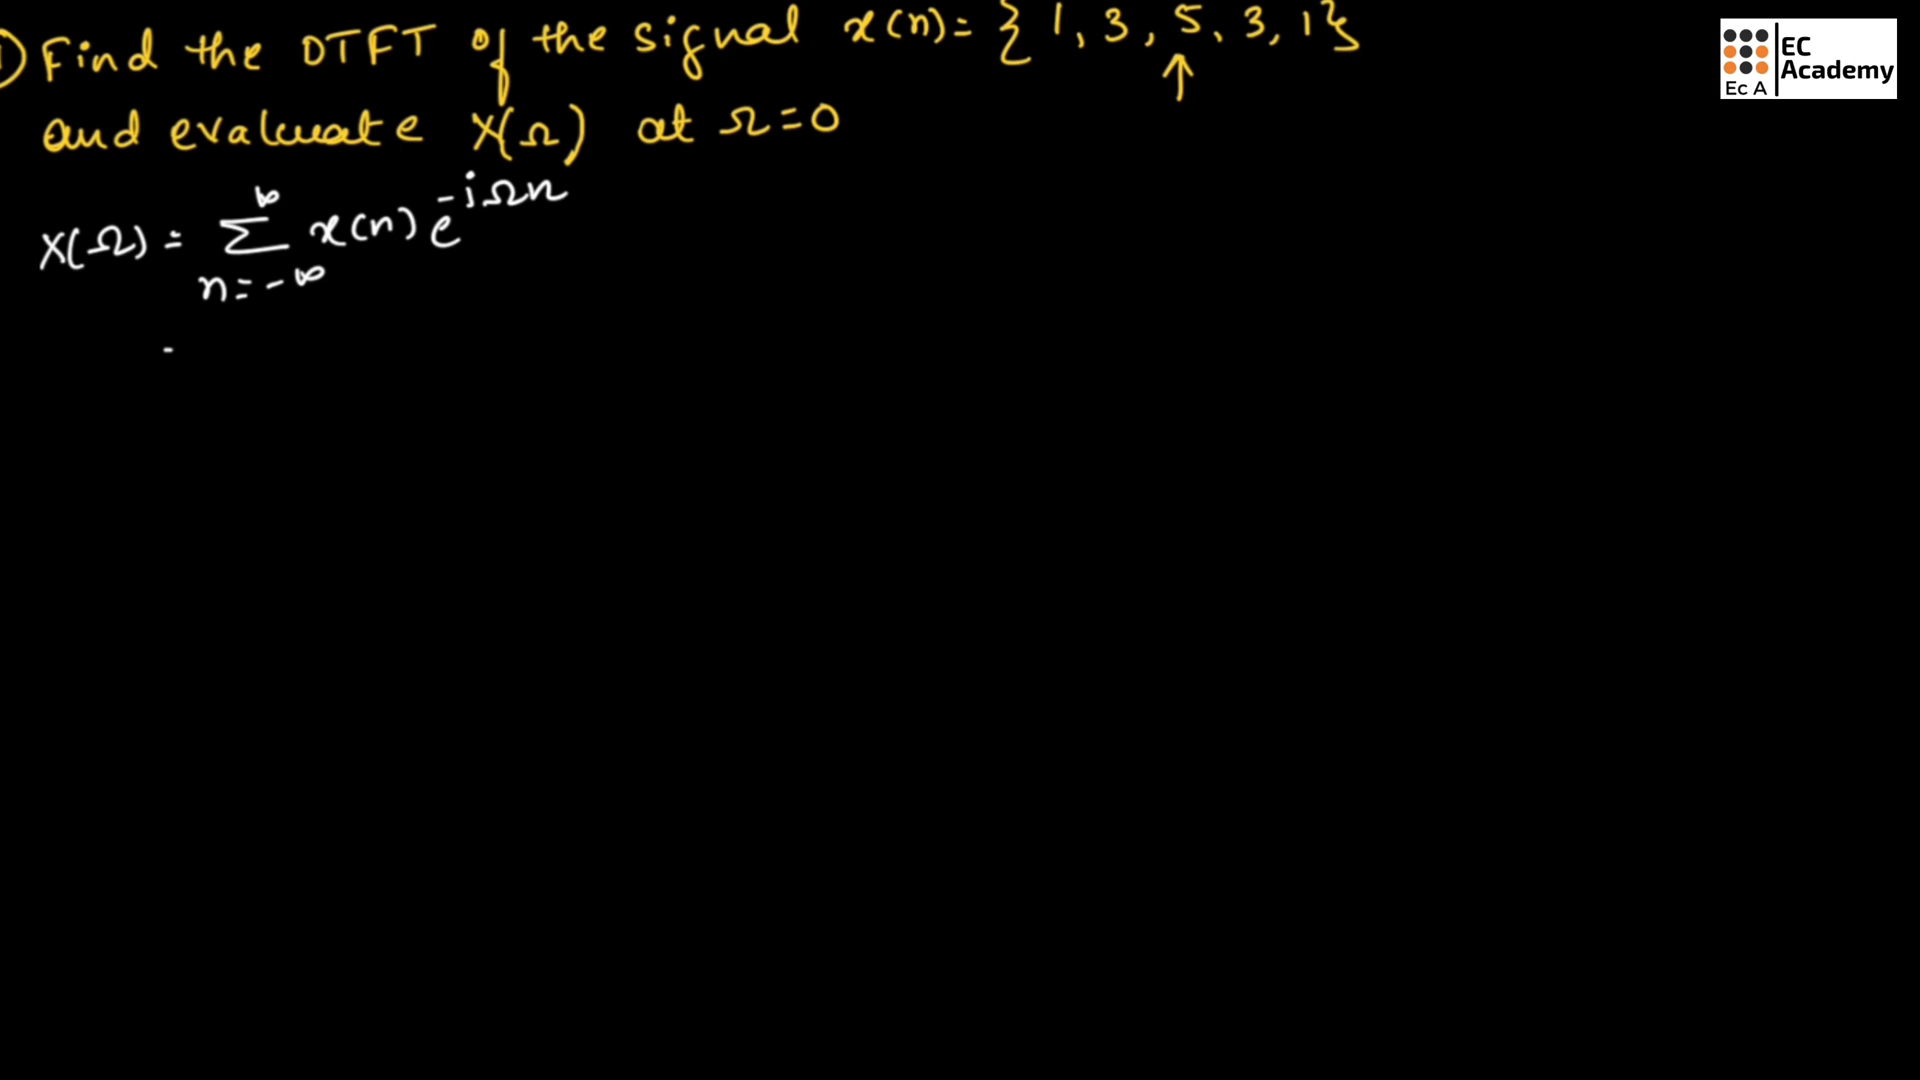 1) Find the DTFT of the signal x(n) = { 1, 3, 5, 3, 1}
↑
and evaluate X(Ω) at Ω=0
X(Ω) = ∑ x(n) e^-jΩn
∞
n=-∞
-
EC
Academy
Ec A